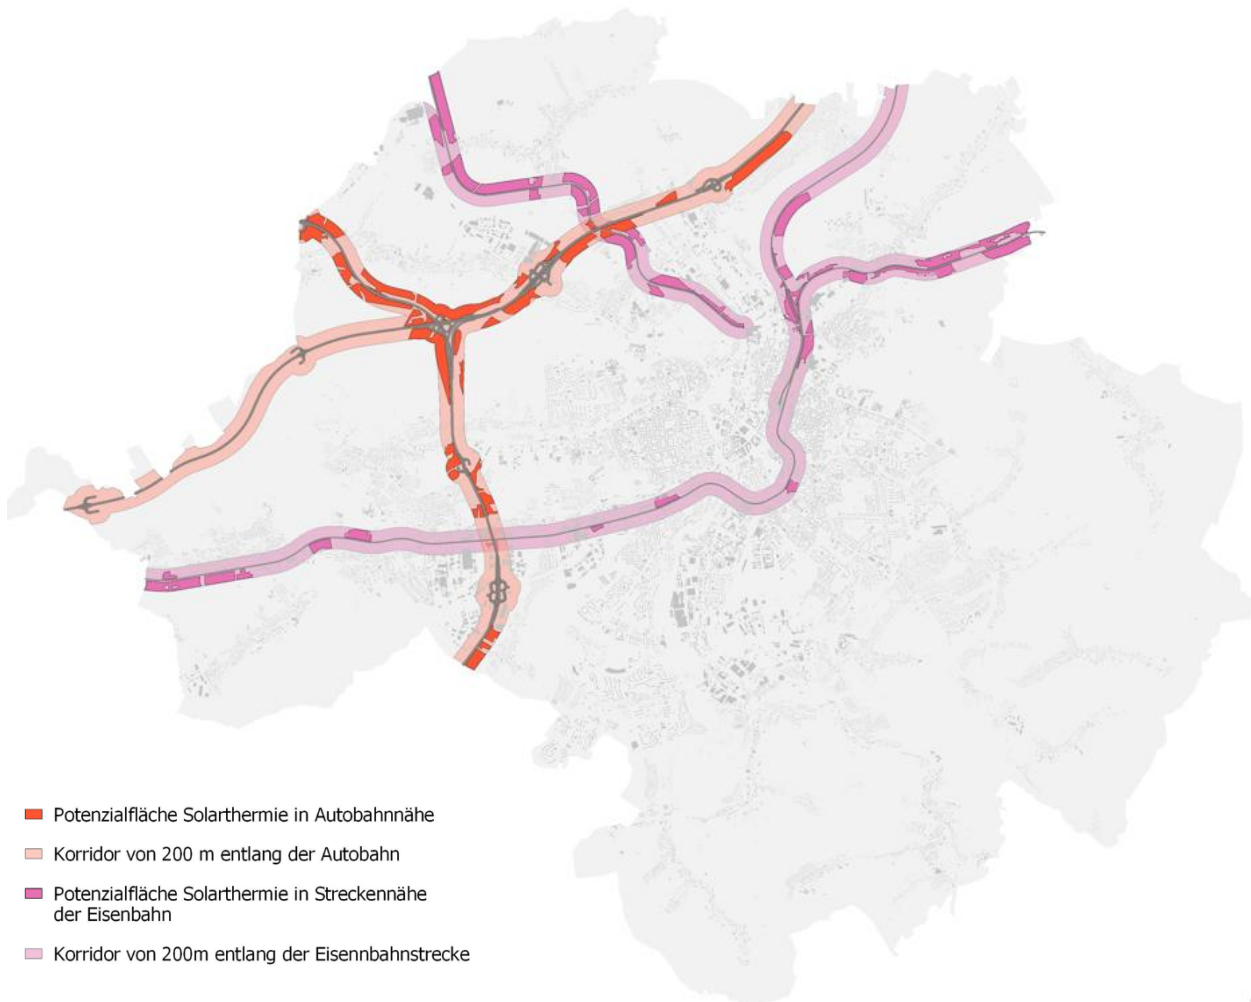 Potenzialfläche Solarthermie in Autobahnnähe
Korridor von 200 m entlang der Autobahn
Potenzialfläche Solarthermie in Streckennähe
der Eisenbahn
Korridor von 200m entlang der Eisennbahnstrecke